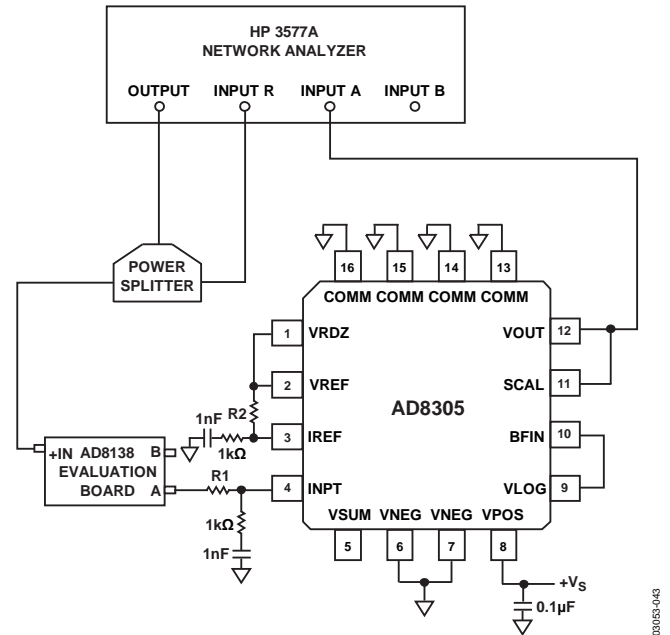 HP 3577A
NETWORK ANALYZER
OUTPUT INPUT R INPUT A INPUT B
POWER
SPLITTER
16 15 14 13
COMM COMM COMM COMM
1 VRDZ
VOUT 12
2 VREF
SCAL 11
AD8305
R2
1nF
1kΩ
3 IREF
BFIN 10
+IN AD8138 B
EVALUATION
BOARD A
R1
4 INPT
VLOG 9
1kΩ
1nF
VSUM VNEG VNEG VPOS
5 6 7 8
+VS
0.1µF
03053-043